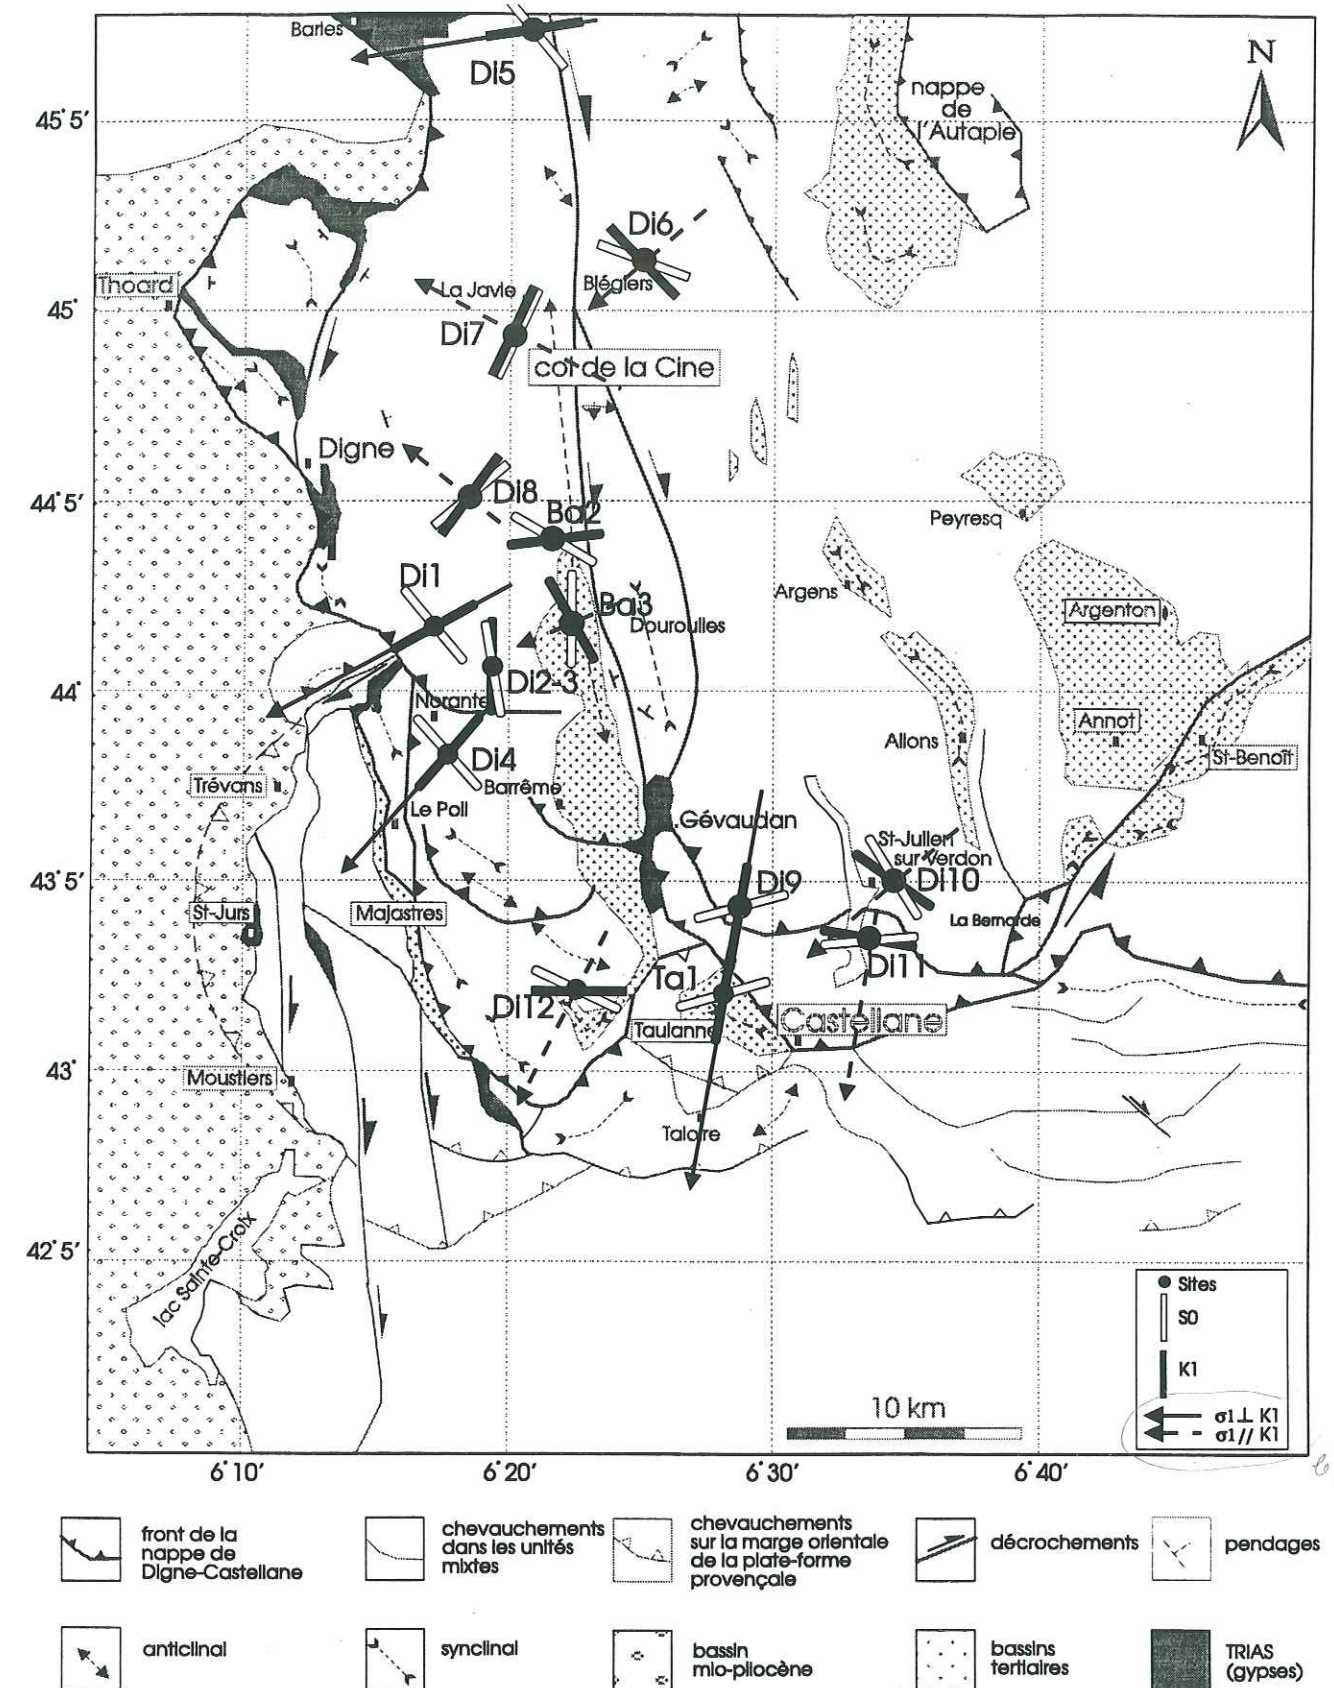 Barles
Di5
N
nappe
de
l'Autapie
45°5'
Di6
Thoard
La Javie
Blégiers
45°
Di7
col de la Cine
Digne
Di8
44°5'
Ba2
Peyresq
Di1
Argens
Ba3
Argenton
Douroulles
Di2-3
44°
Norante
Annot
Allons
St-Benoît
Di4
Trévans
Barrême
Le Poil
Gévaudan
St-Julien
sur Verdon
43°5'
Di9
Di10
St-Jurs
Majastres
La Bernarde
Di11
Ta1
Di12
Castellane
Taulanne
43°
Moustiers
Taloire
42°5'
lac Sainte-Croix
Sites
S0
K1
σ1⊥ K1
σ1// K1
10 km
6°10'
6°20'
6°30'
6°40'
front de la
nappe de
Digne-Castellane
chevauchements
dans les unités
mixtes
chevauchements
sur la marge orientale
de la plate-forme
provençale
décrochements
pendages
anticlinal
synclinal
bassin
mio-pliocène
bassins
tertiaires
TRIAS
(gypses)